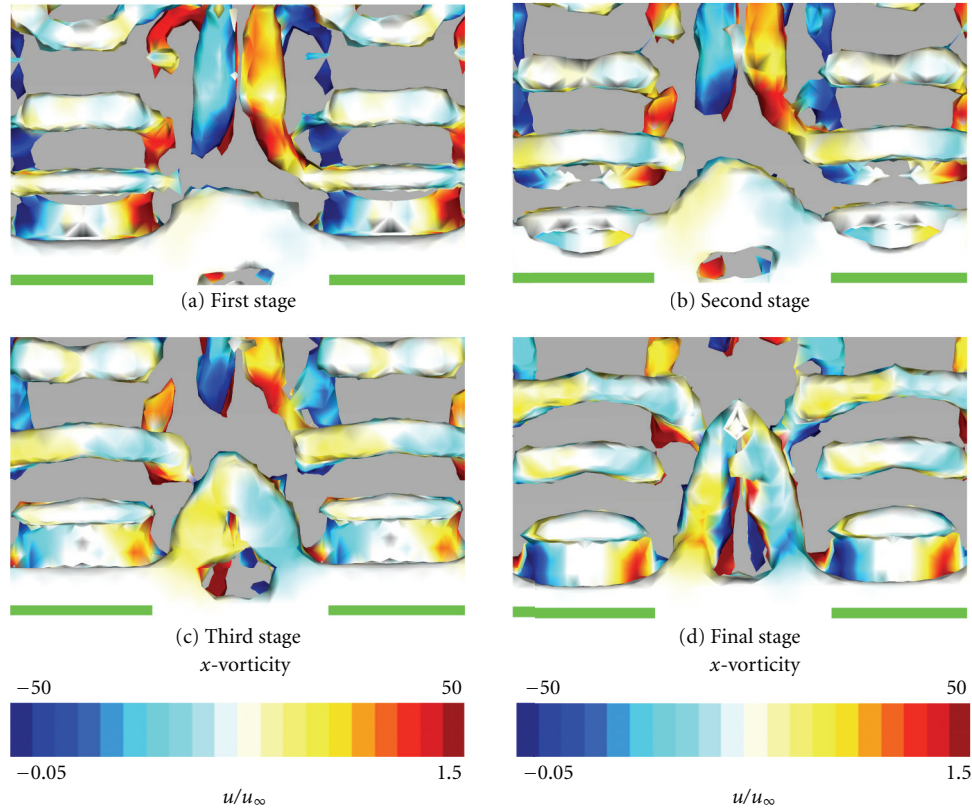 (a) First stage
(b) Second stage
(c) Third stage
(d) Final stage
x-vorticity
x-vorticity
−50 50
−50 50
−0.05 1.5
−0.05 1.5
u/u∞
u/u∞